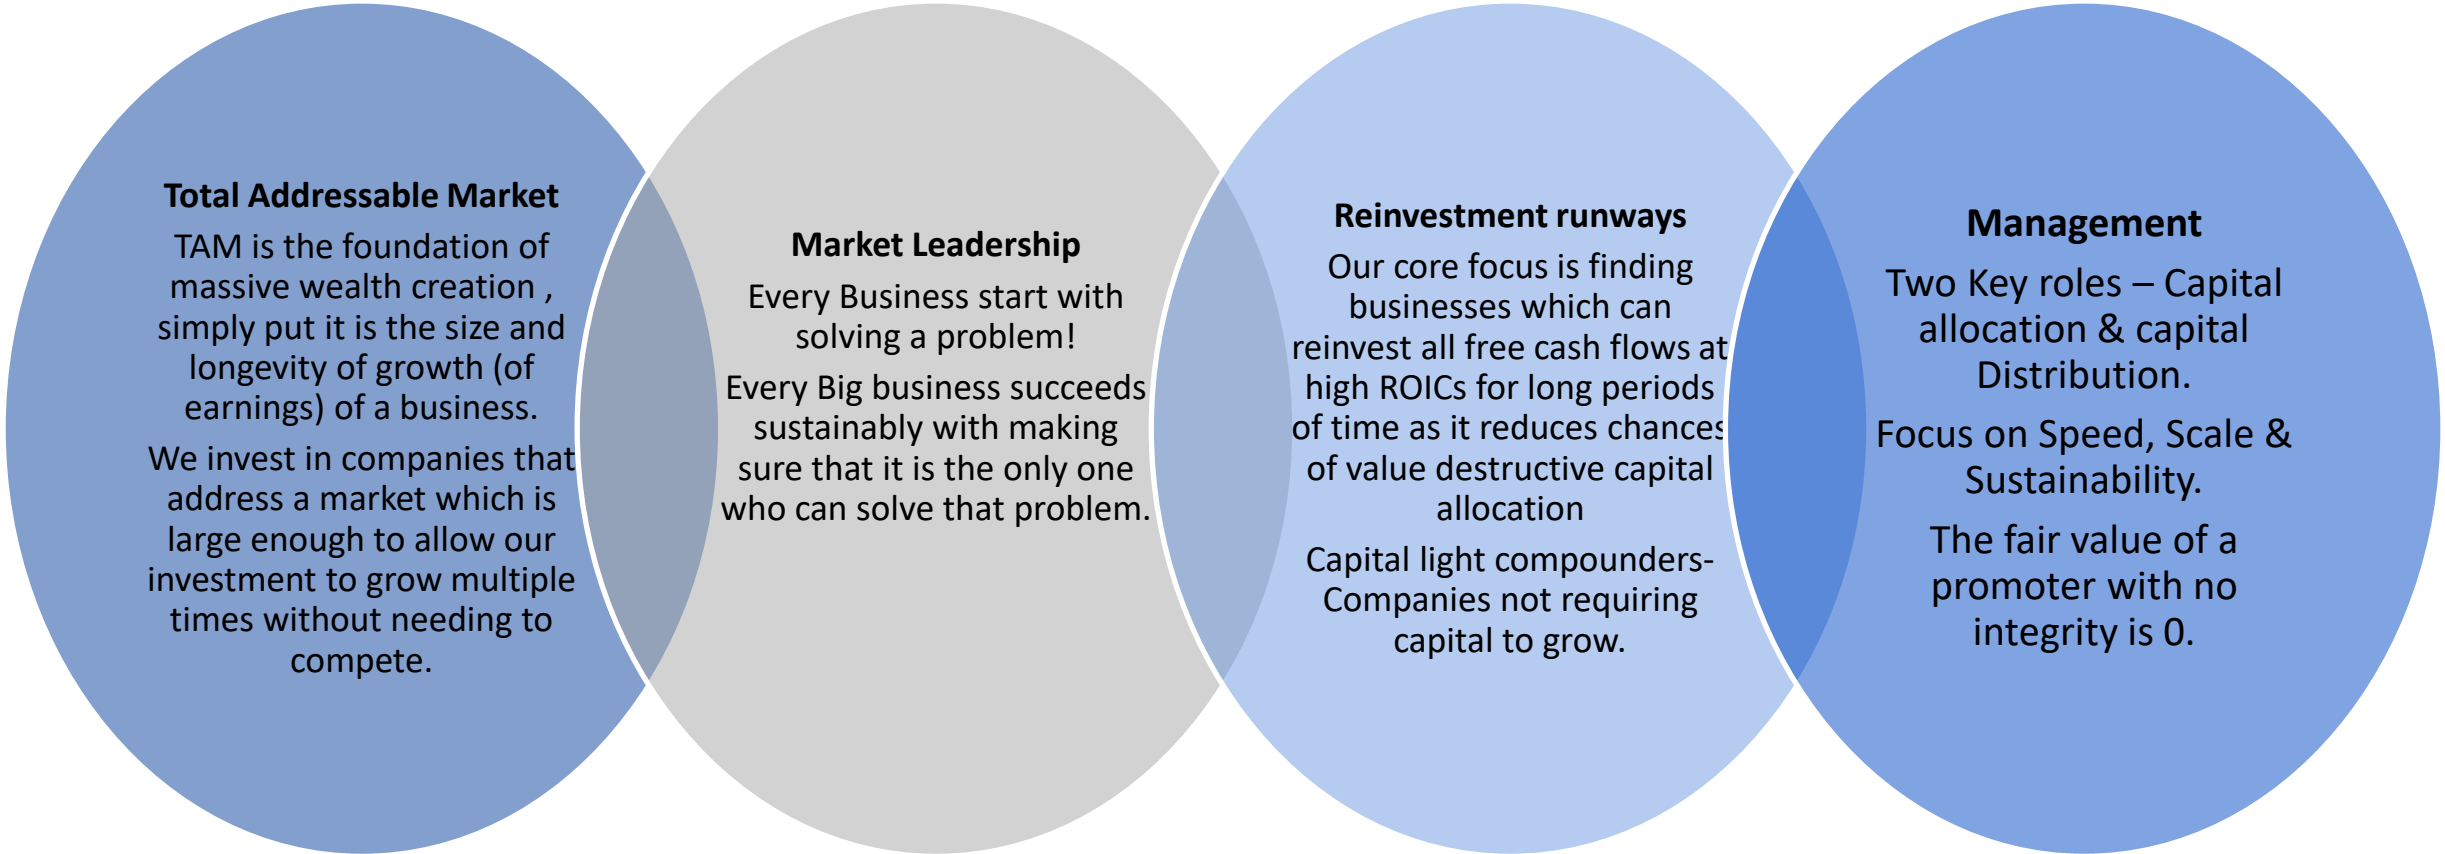 Total Addressable Market
TAM is the foundation of
massive wealth creation ,
simply put it is the size and
longevity of growth (of
earnings) of a business.
We invest in companies that
address a market which is
large enough to allow our
investment to grow multiple
times without needing to
compete.
Market Leadership
Every Business start with
solving a problem!
Every Big business succeeds
sustainably with making
sure that it is the only one
who can solve that problem.
Reinvestment runways
Our core focus is finding
businesses which can
reinvest all free cash flows at
high ROICs for long periods
of time as it reduces chances
of value destructive capital
allocation
Capital light compounders-
Companies not requiring
capital to grow.
Management
Two Key roles – Capital
allocation & capital
Distribution.
Focus on Speed, Scale &
Sustainability.
The fair value of a
promoter with no
integrity is 0.